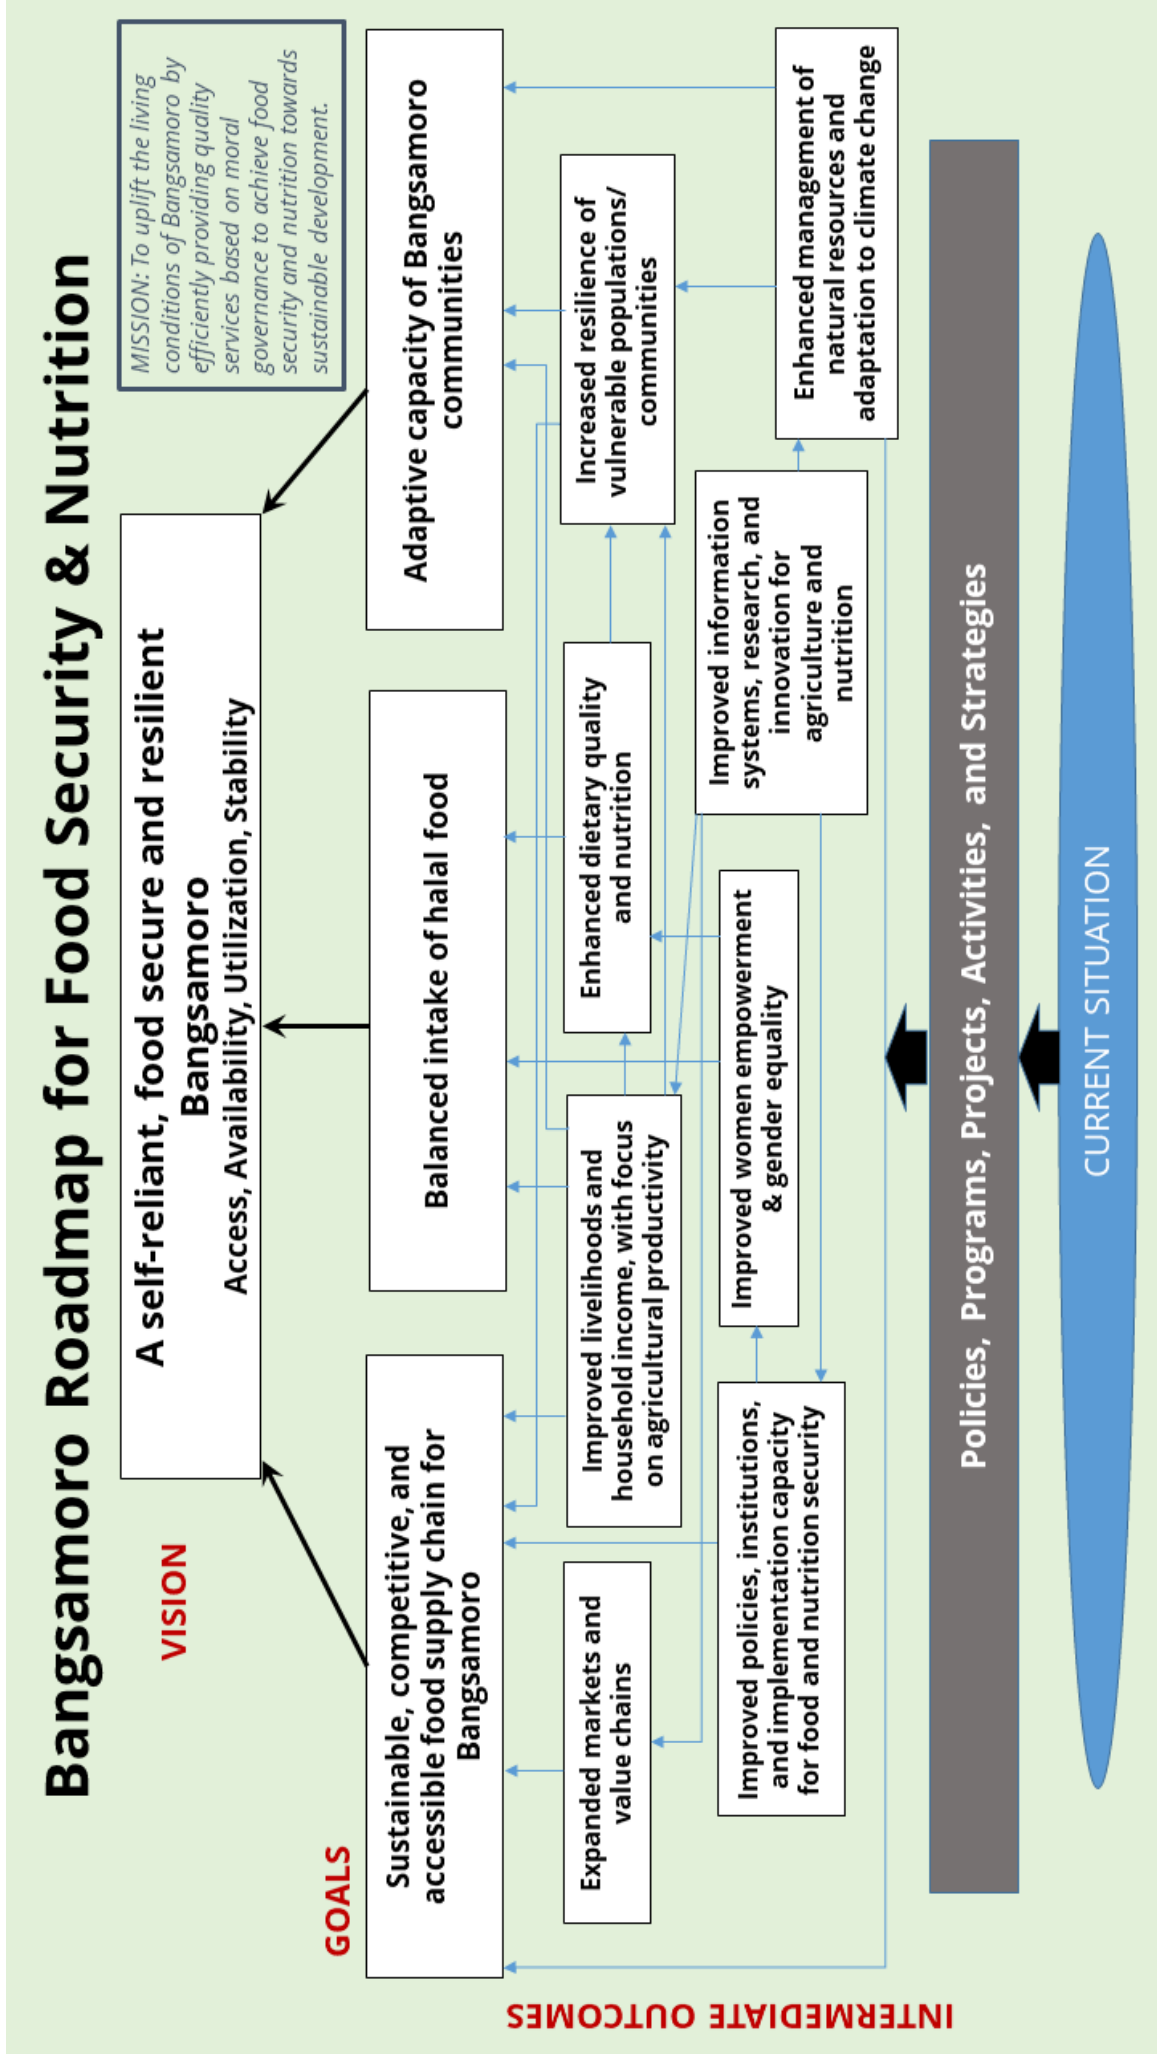 Bangsamoro Roadmap for Food Security & Nutrition
MISSION: To uplift the living
conditions of Bangsamoro by
efficiently providing quality
services based on moral
governance to achieve food
security and nutrition towards
sustainable development.
VISION
A self-reliant, food secure and resilient
Bangsamoro
Access, Availability, Utilization, Stability
GOALS
Sustainable, competitive, and
accessible food supply chain for
Bangsamoro
Balanced intake of halal food
Adaptive capacity of Bangsamoro
communities
INTERMEDIATE OUTCOMES
Expanded markets and
value chains
Improved livelihoods and
household income, with focus
on agricultural productivity
Enhanced dietary quality
and nutrition
Increased resilience of
vulnerable populations/
communities
Improved policies, institutions,
and implementation capacity
for food and nutrition security
Improved women empowerment
& gender equality
Improved information
systems, research, and
innovation for
agriculture and
nutrition
Enhanced management of
natural resources and
adaptation to climate change
Policies, Programs, Projects, Activities, and Strategies
CURRENT SITUATION